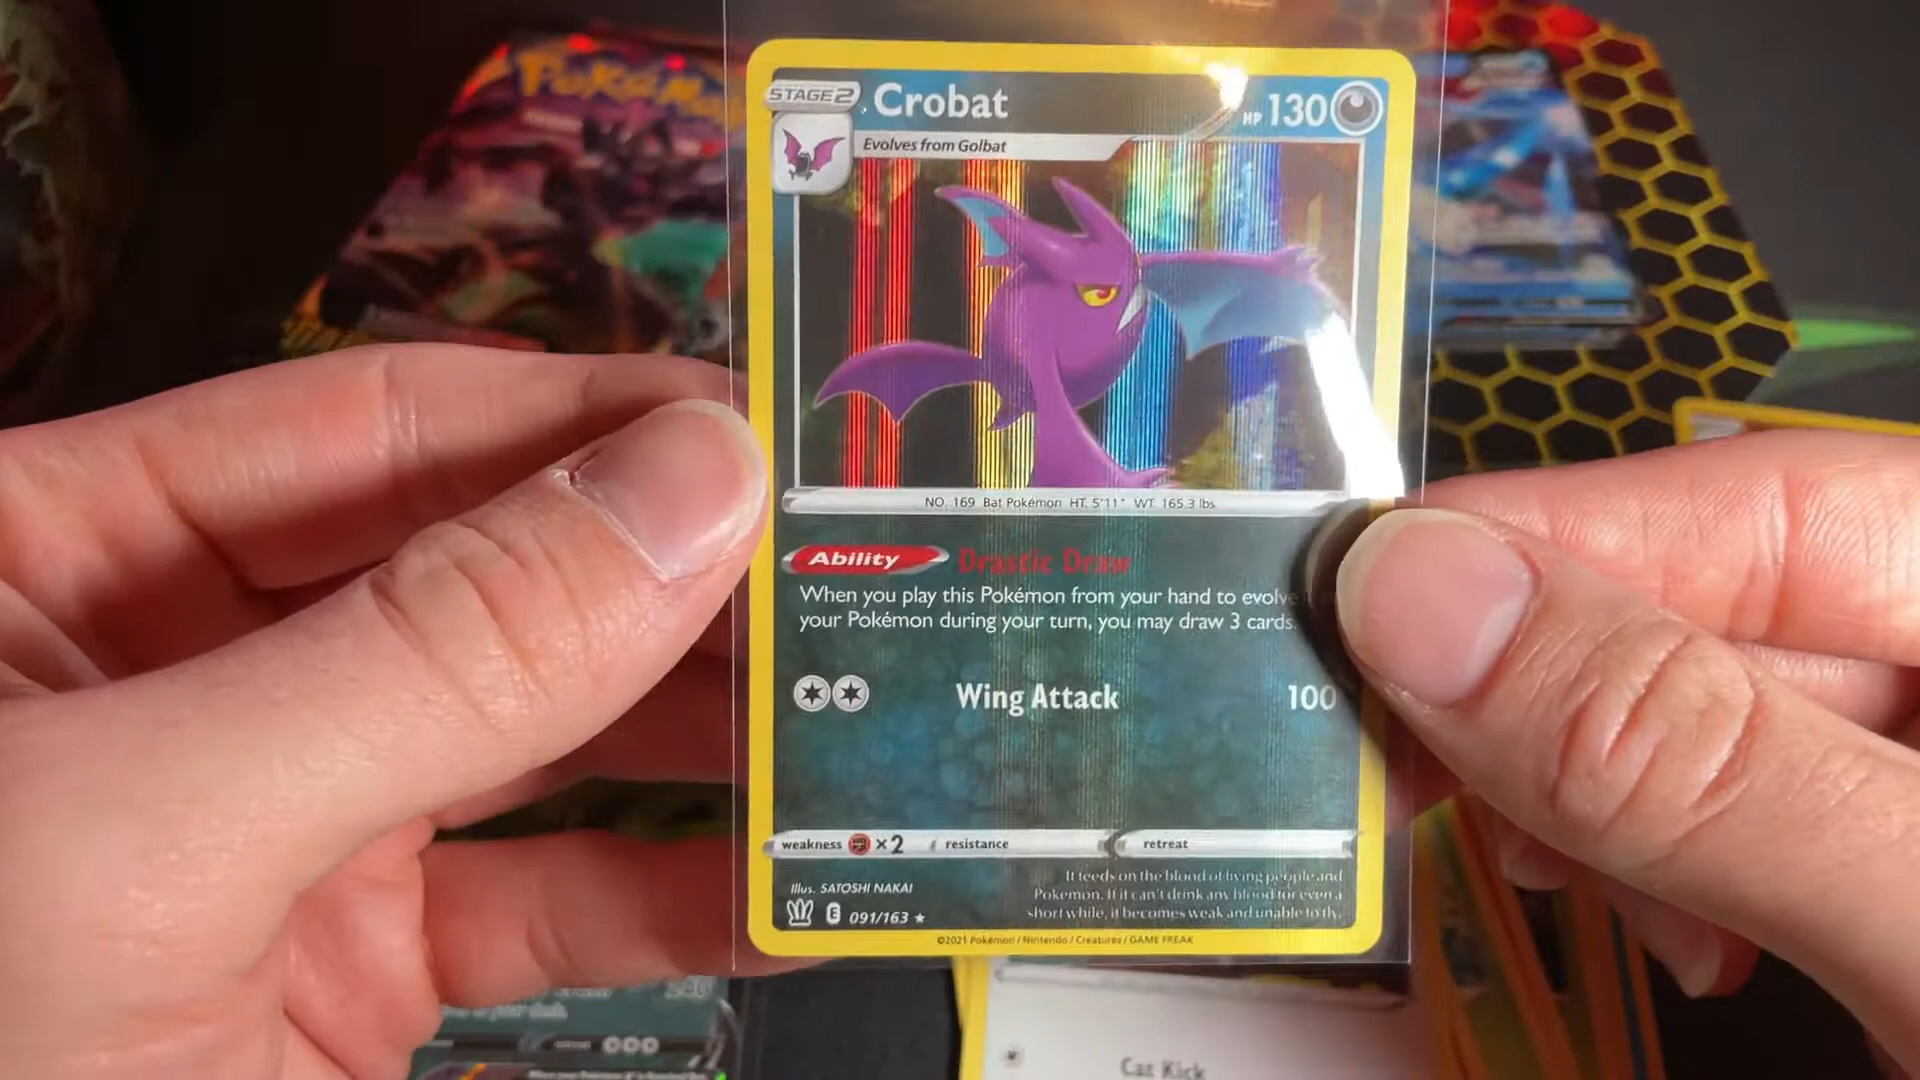 Pokémon
STAGE2
Crobat
HP 130
Evolves from Golbat
NO. 169 Bat Pokémon HT. 5'11" WT. 165.3 lbs.
Ability Drastic Draw
When you play this Pokémon from your hand to evolve
your Pokémon during your turn, you may draw 3 cards.
Wing Attack 100
weakness ×2 resistance retreat
Illus. SATOSHI NAKAI
It feeds on the blood of living people and
Pokémon. If it can't drink any blood for even a
short while, it becomes weak and unable to fly.
E 091/163 ★
©2021 Pokémon / Nintendo / Creatures / GAME FREAK
240
Cat Kick